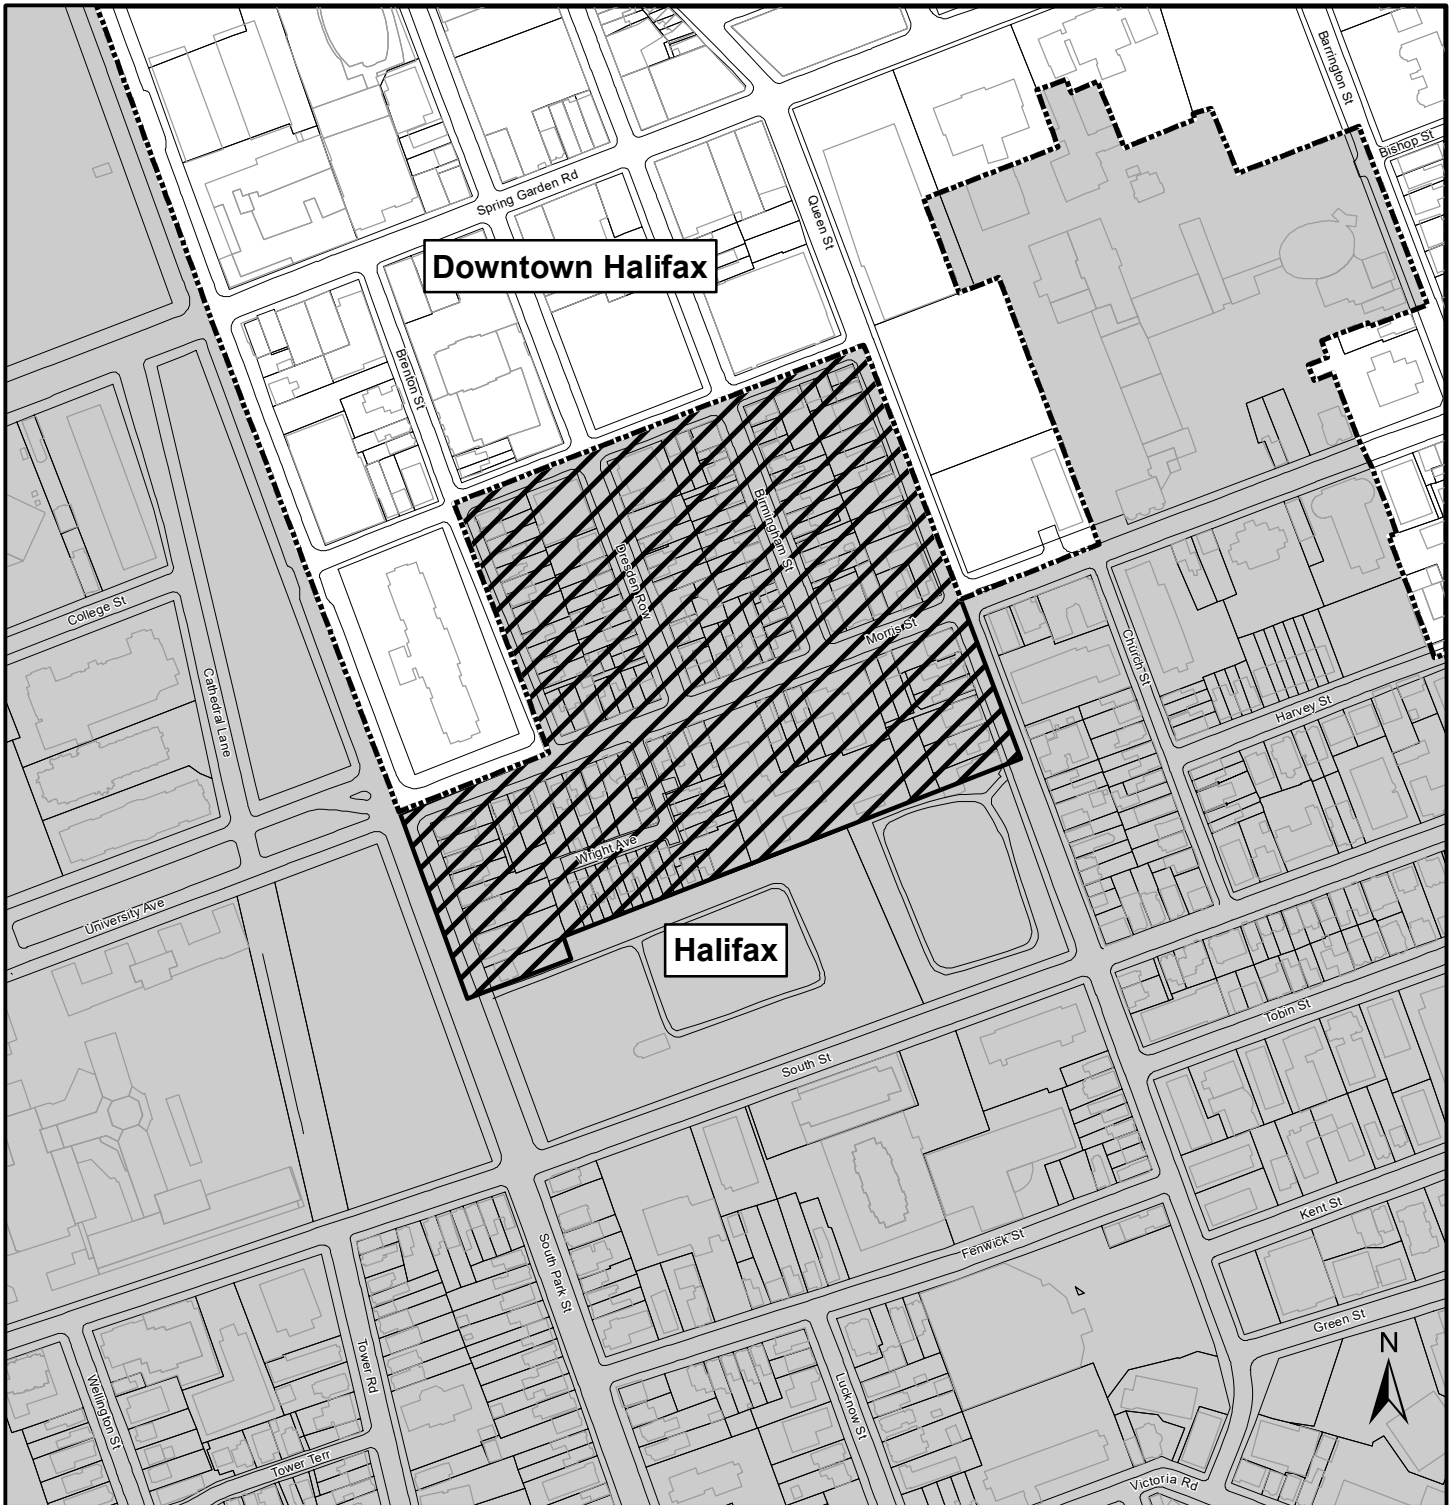 Barrington St
Bishop St
Spring Garden Rd
Queen St
Downtown Halifax
Brenton St
Birmingham St
Dresden Row
College St
Morris St
Church St
Cathedral Lane
Harvey St
Wright Ave
University Ave
Halifax
Tobin St
South St
Kent St
Fenwick St
South Park St
Green St
N
Tower Rd
Wellington St
Lucknow St
Tower Terr
Victoria Rd